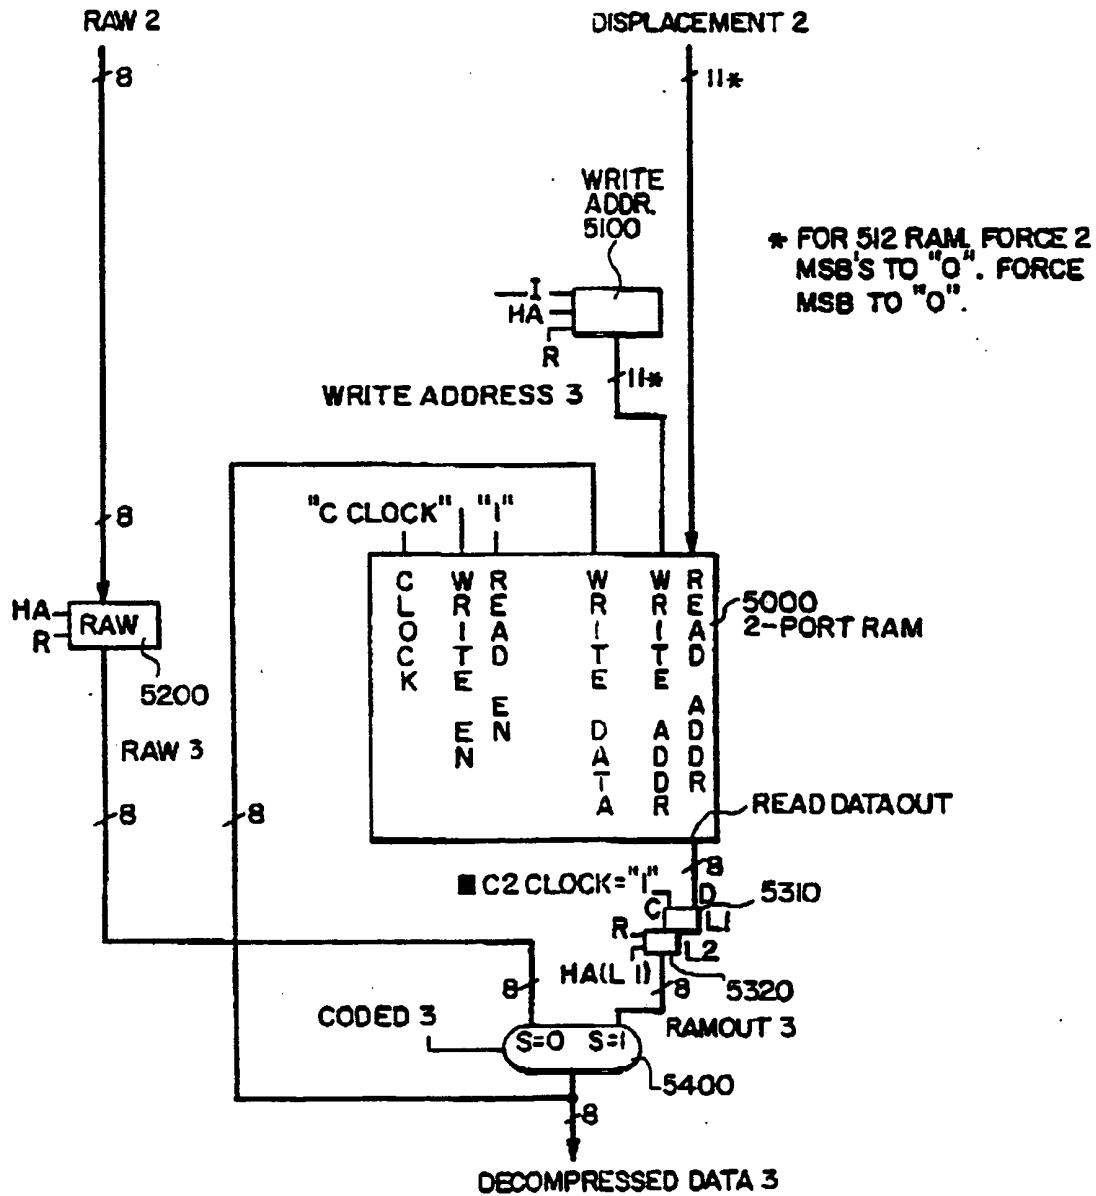 RAW 2
DISPLACEMENT 2
8
11*
WRITE
ADDR.
5100
* FOR 512 RAM. FORCE 2
MSB'S TO "0". FORCE
MSB TO "0".
I
HA
R
11*
WRITE ADDRESS 3
8
"C CLOCK" "1"
CLOCK
WRITE EN
READ EN
WRITE DATA
WRITE ADDR
READ ADDR
5000
2-PORT RAM
HA
R
RAW
5200
RAW 3
8
8
READ DATA OUT
8
C2 CLOCK="1"
C
D
L1
5310
R
L2
HA(L1)
5320
8
8
RAMOUT 3
CODED 3
S=0 S=1
5400
8
DECOMPRESSED DATA 3